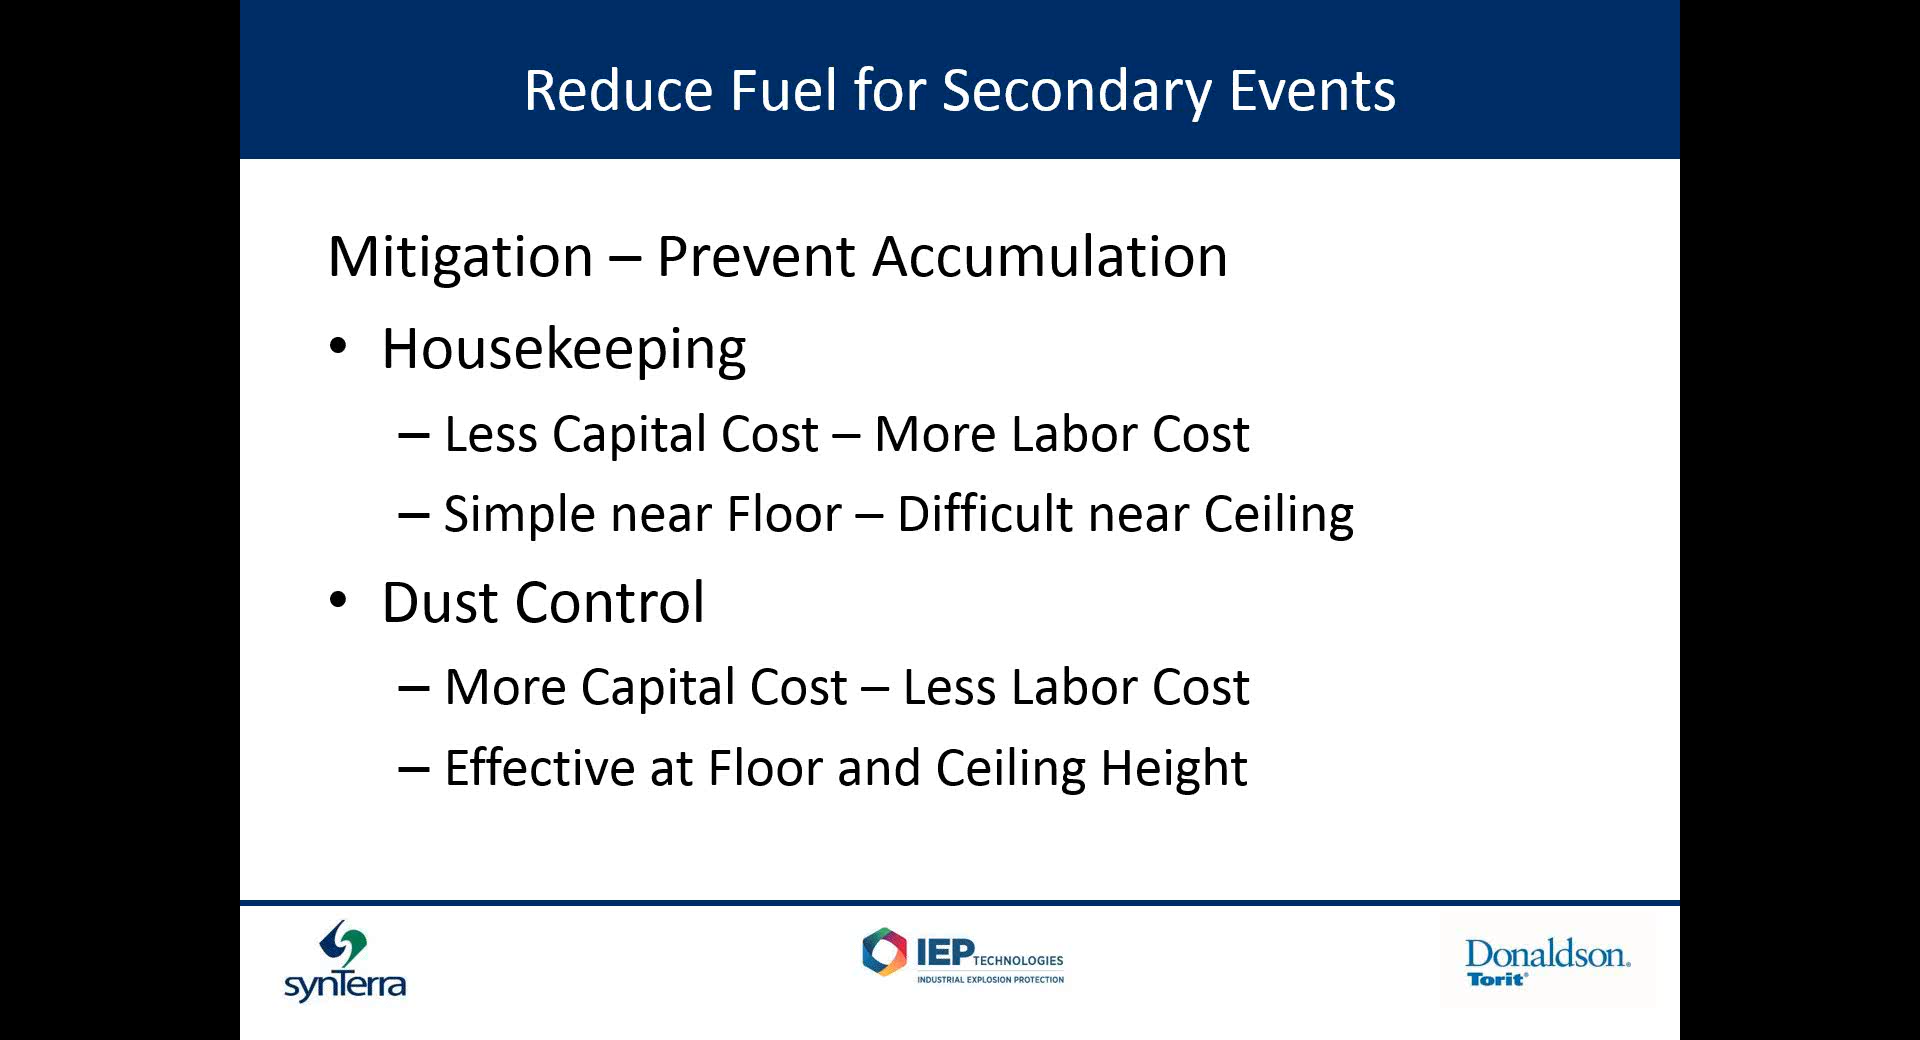 Reduce Fuel for Secondary Events
Mitigation – Prevent Accumulation
• Housekeeping
– Less Capital Cost – More Labor Cost
– Simple near Floor – Difficult near Ceiling
• Dust Control
– More Capital Cost – Less Labor Cost
– Effective at Floor and Ceiling Height
synTerra
IEP TECHNOLOGIES
INDUSTRIAL EXPLOSION PROTECTION
Donaldson®
Torit®